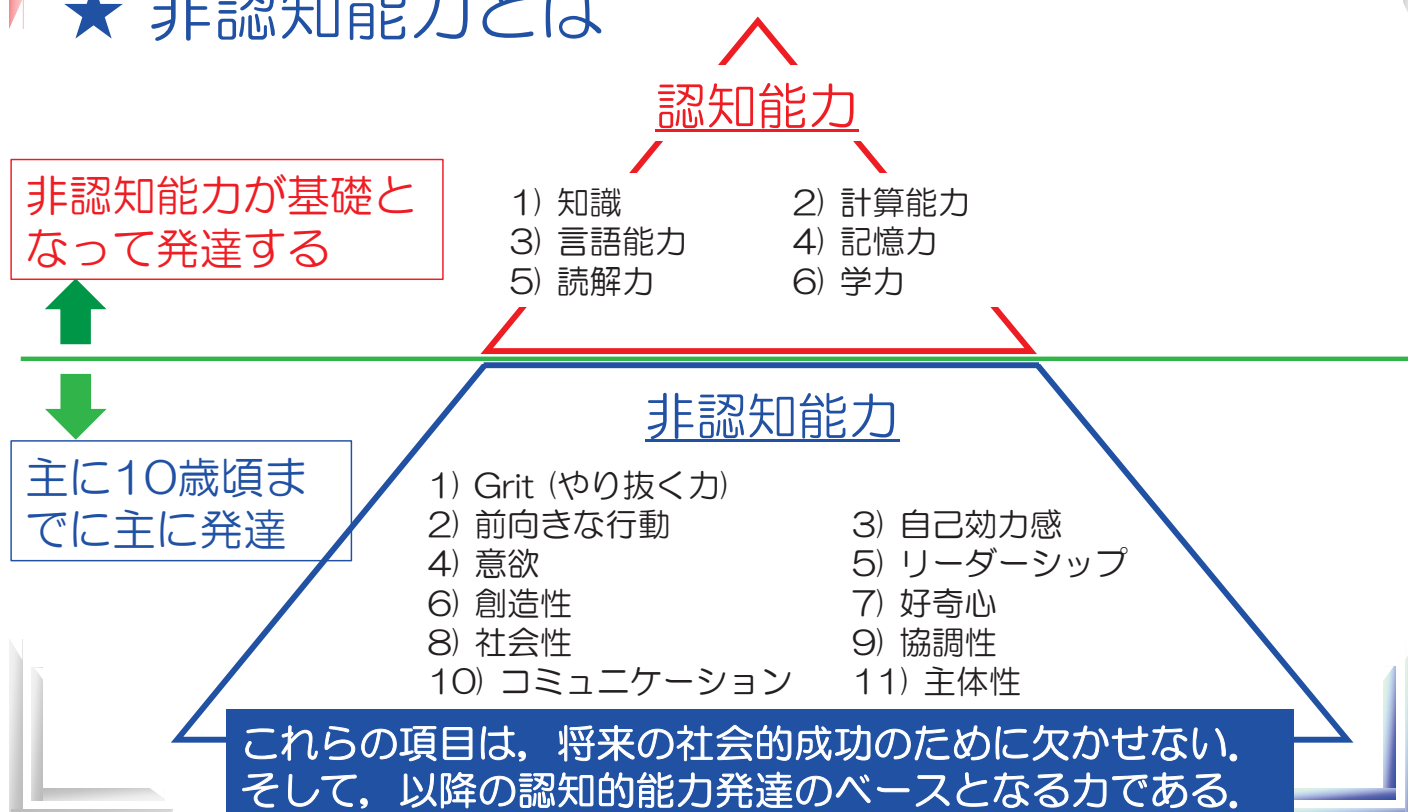 ★ 非認知能力とは
認知能力
非認知能力が基礎と
なって発達する
1) 知識 2) 計算能力
3) 言語能力 4) 記憶力
5) 読解力 6) 学力
非認知能力
主に10歳頃ま
でに主に発達
1) Grit (やり抜く力)
2) 前向きな行動 3) 自己効力感
4) 意欲 5) リーダーシップ
6) 創造性 7) 好奇心
8) 社会性 9) 協調性
10) コミュニケーション 11) 主体性
これらの項目は，将来の社会的成功のために欠かせない．
そして，以降の認知的能力発達のベースとなる力である．